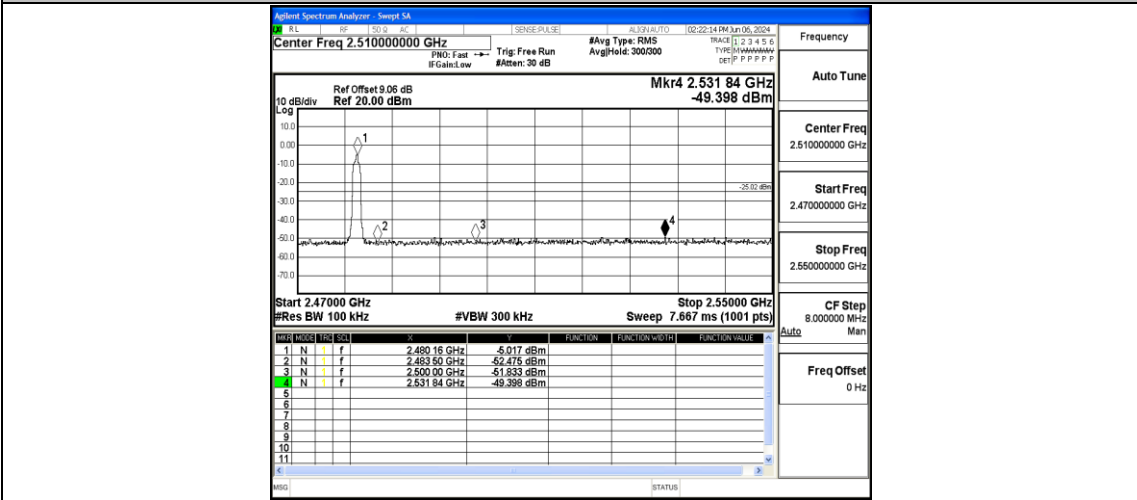 Agilent Spectrum Analyzer - Swept SA
RL RF 50 Ω AC SENSE:PULSE ALIGNAUTO 02:22:14 PM Jun 06, 2024
Center Freq 2.510000000 GHz
PNO: Fast
IFGain:Low
Trig: Free Run
#Atten: 30 dB
#Avg Type: RMS
Avg|Hold: 300/300
TRACE 1 2 3 4 5 6
TYPE MWWWWW
DET P P P P P P
Ref Offset 9.06 dB
10 dB/div Ref 20.00 dBm
Log
Mkr4 2.531 84 GHz
-49.398 dBm
10.0
0.00
-10.0
-20.0
-30.0
-40.0
-50.0
-60.0
-70.0
1
2
3
4
-25.02 dBm
Start 2.47000 GHz Stop 2.55000 GHz
#Res BW 100 kHz #VBW 300 kHz Sweep 7.667 ms (1001 pts)
MKR MODE TRC SCL X Y FUNCTION FUNCTION WIDTH FUNCTION VALUE
1 N 1 f 2.480 16 GHz -5.017 dBm
2 N 1 f 2.483 50 GHz -52.475 dBm
3 N 1 f 2.500 00 GHz -51.833 dBm
4 N 1 f 2.531 84 GHz -49.398 dBm
5
6
7
8
9
10
11
MSG STATUS
Frequency
Auto Tune
Center Freq
2.510000000 GHz
Start Freq
2.470000000 GHz
Stop Freq
2.550000000 GHz
CF Step
8.000000 MHz
Auto Man
Freq Offset
0 Hz